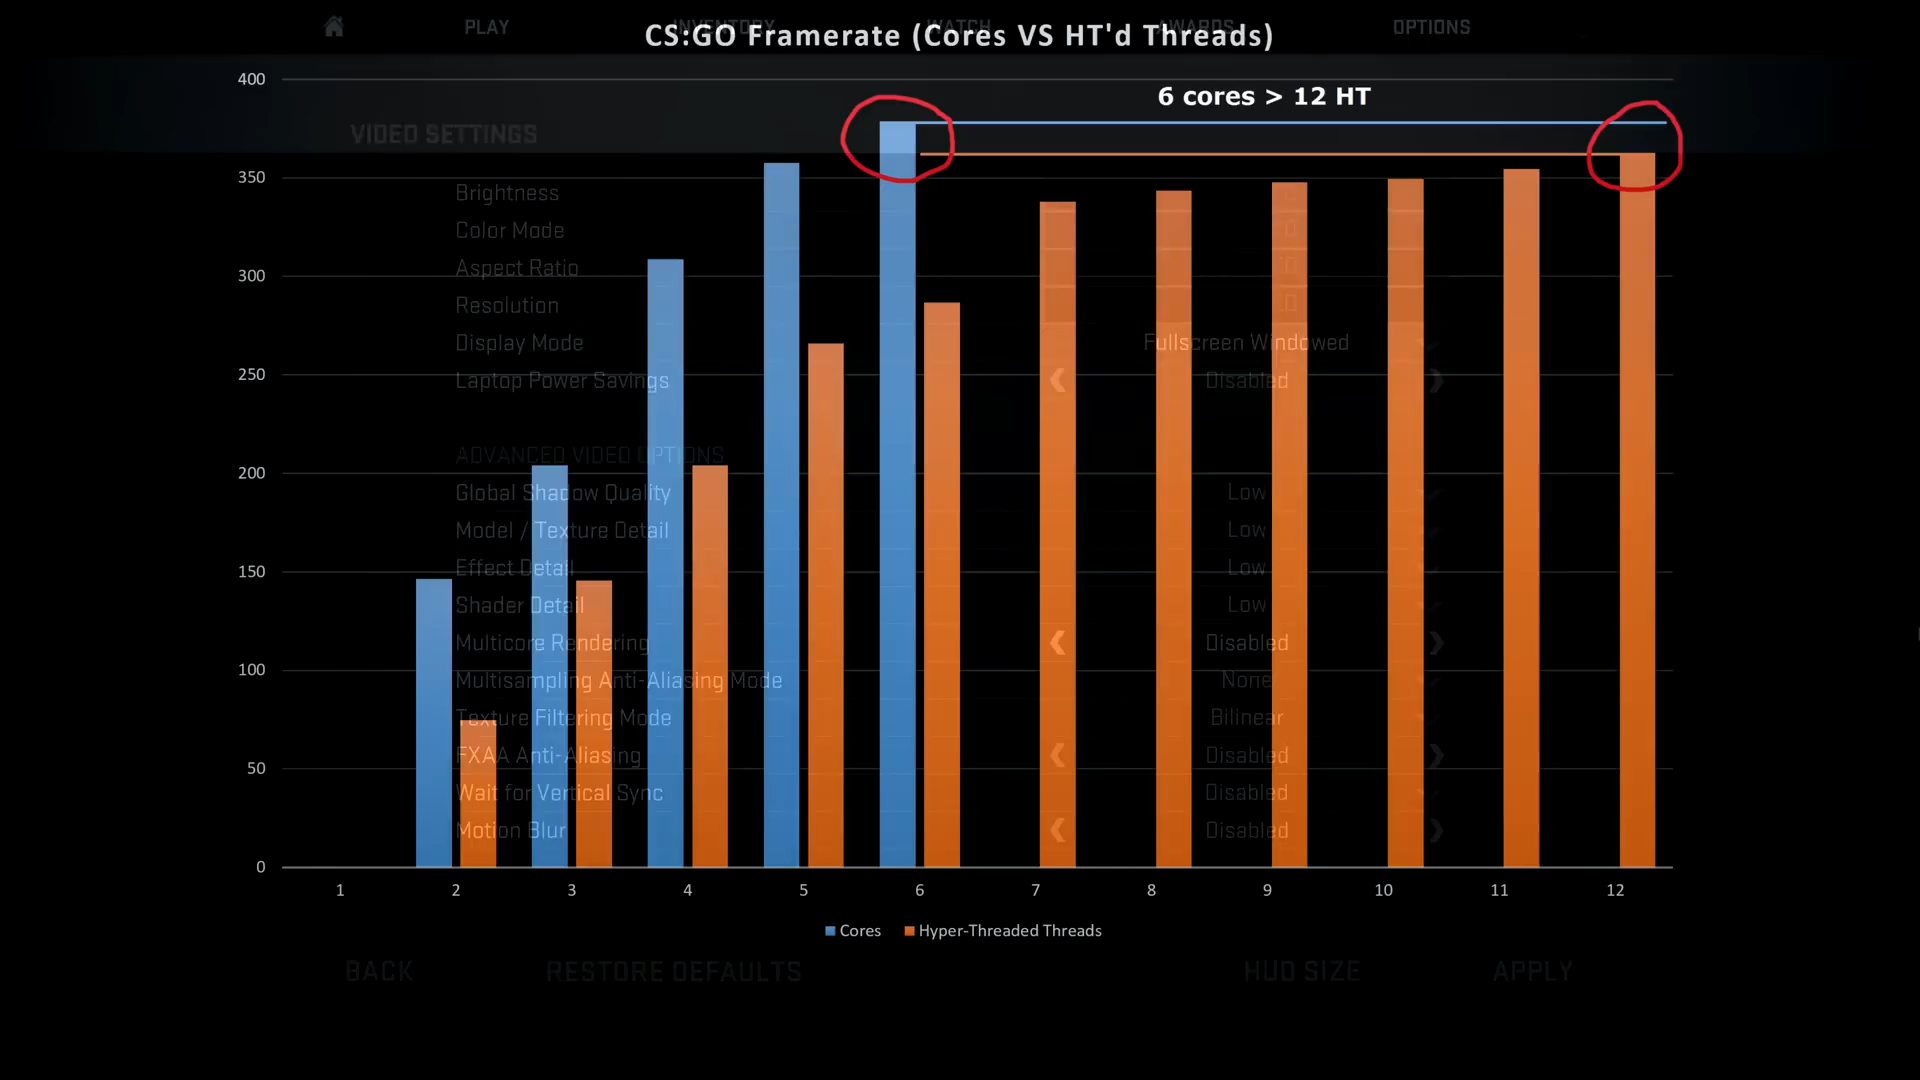 PLAY INVENTORY WATCH AWARDS OPTIONS
CS:GO Framerate (Cores VS HT'd Threads)
400
6 cores > 12 HT
VIDEO SETTINGS
350
Brightness
Color Mode
Aspect Ratio
300
Resolution
Display Mode Fullscreen Windowed
250
Laptop Power Savings Disabled
ADVANCED VIDEO OPTIONS
200
Global Shadow Quality Low
Model / Texture Detail Low
150
Effect Detail Low
Shader Detail Low
Multicore Rendering Disabled
100
Multisampling Anti-Aliasing Mode None
Texture Filtering Mode Bilinear
FXAA Anti-Aliasing Disabled
50
Wait for Vertical Sync Disabled
Motion Blur Disabled
0
1 2 3 4 5 6 7 8 9 10 11 12
Cores Hyper-Threaded Threads
BACK RESTORE DEFAULTS HUD SIZE APPLY